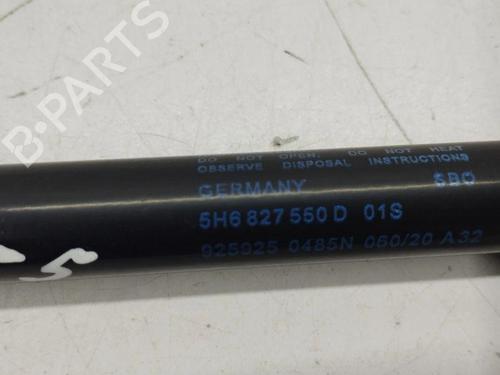 B-PARTS
DO NOT OPEN. DO NOT HEAT
OBSERVE DISPOSAL INSTRUCTIONS
GERMANY SBO
5H6 827 550 D 01S
925925 0485N 050/20 A32